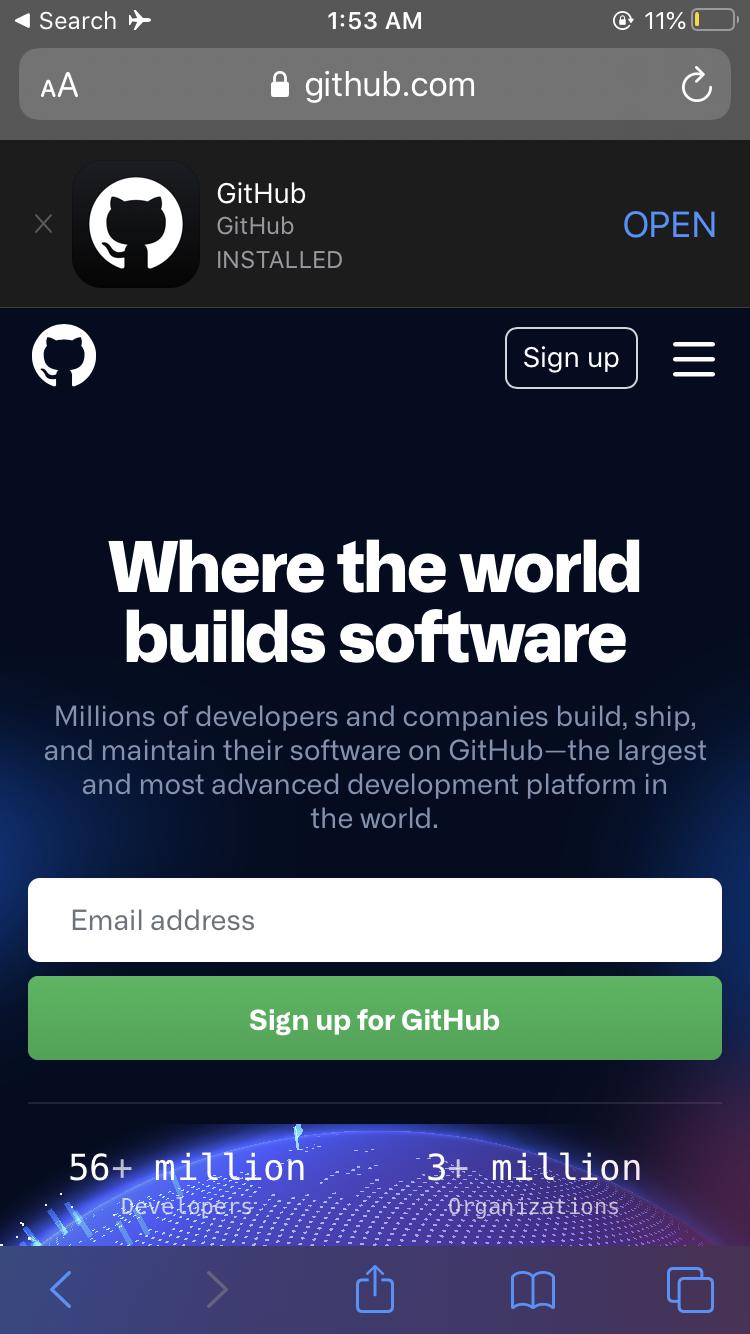 Search
1:53 AM
11%
AA
github.com
GitHub
GitHub
INSTALLED
OPEN
Sign up
Where the world
builds software
Millions of developers and companies build, ship,
and maintain their software on GitHub—the largest
and most advanced development platform in
the world.
Email address
Sign up for GitHub
56+ million
3+ million
Developers
Organizations